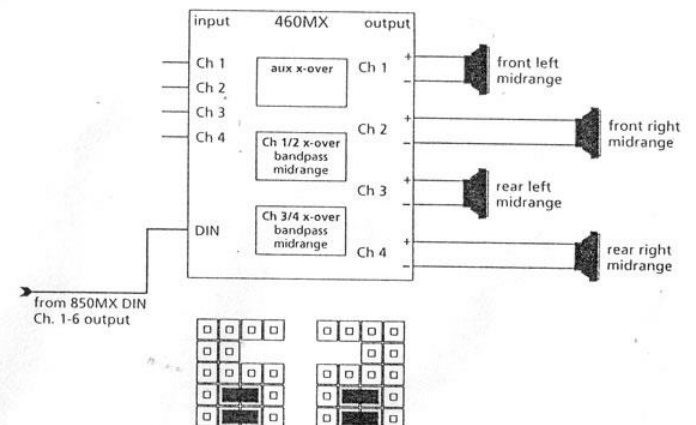 input
460MX
output
Ch 1
Ch 2
Ch 3
Ch 4
DIN
aux x-over
Ch 1/2 x-over
bandpass
midrange
Ch 3/4 x-over
bandpass
midrange
Ch 1
+
−
front left
midrange
Ch 2
+
−
front right
midrange
Ch 3
+
−
rear left
midrange
Ch 4
+
−
rear right
midrange
from 850MX DIN
Ch. 1-6 output